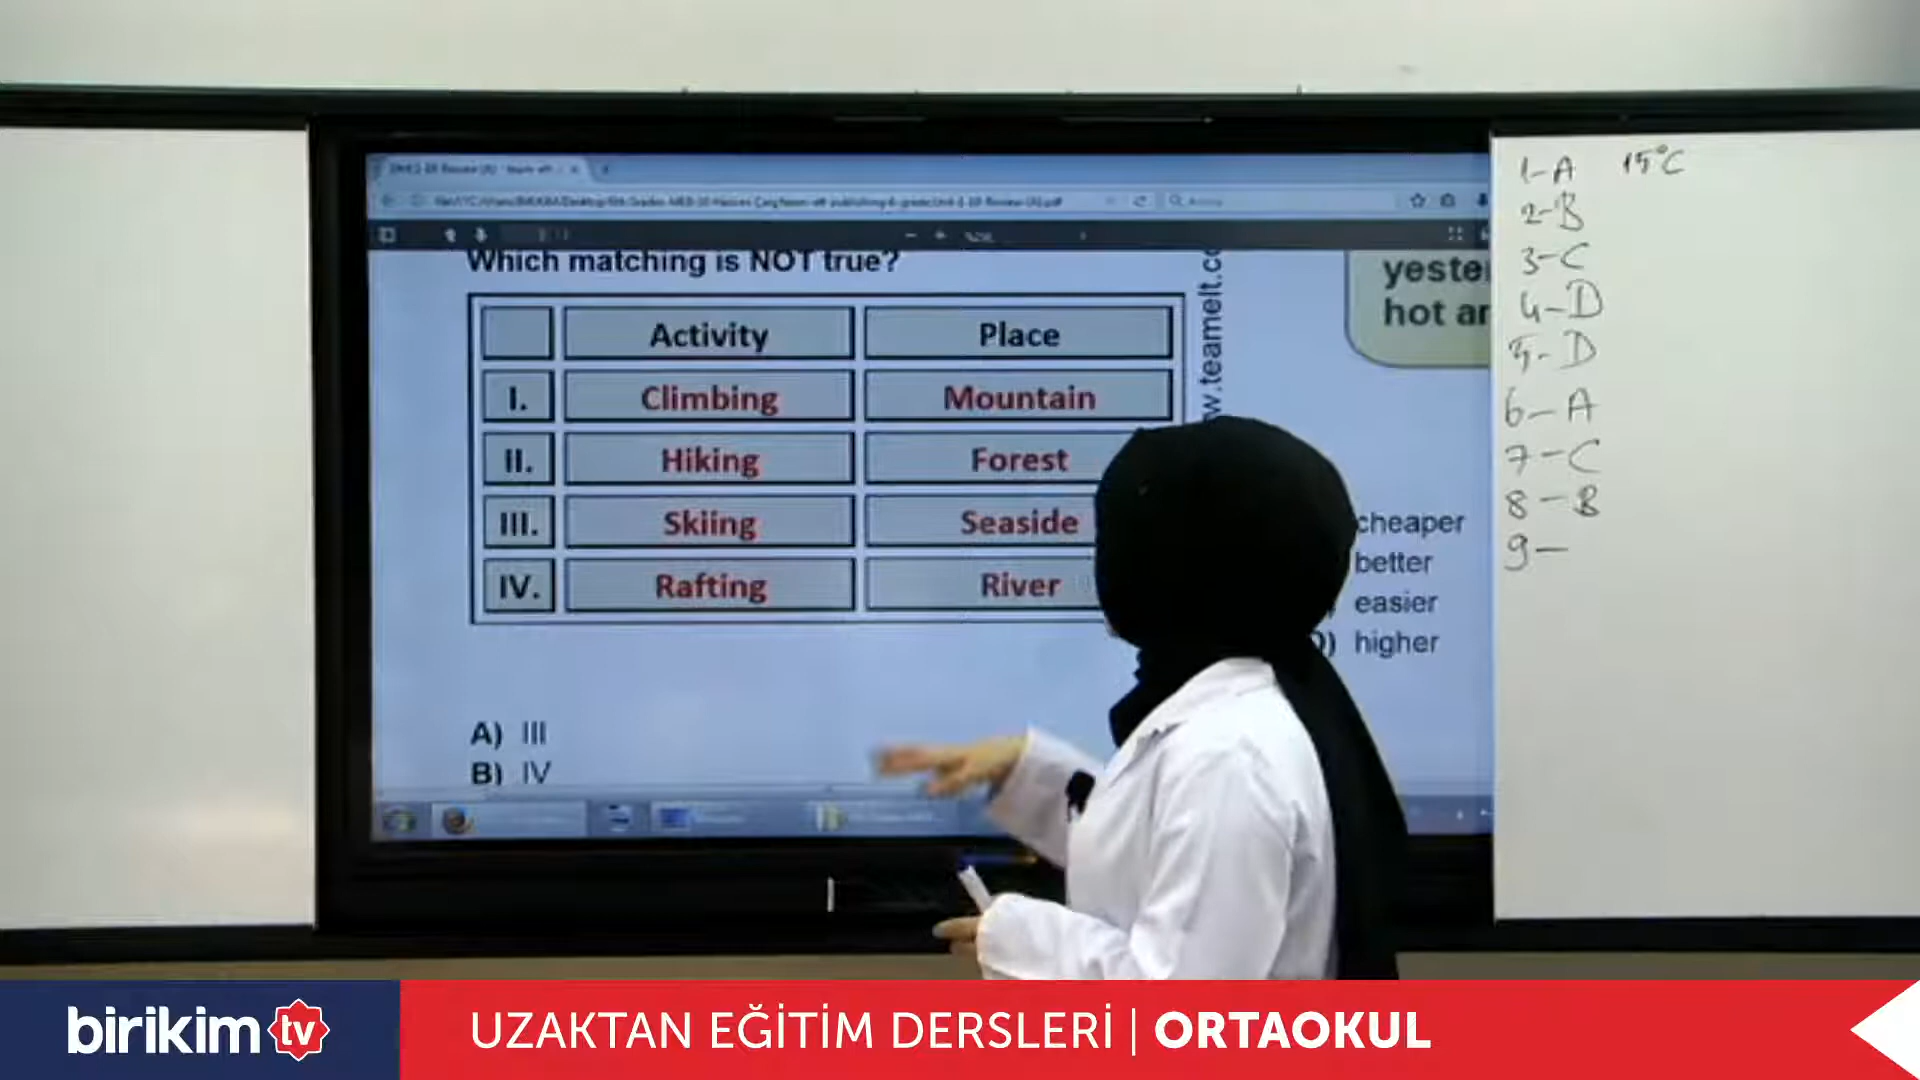 Which matching is NOT true?
Activity Place
I. Climbing Mountain
II. Hiking Forest
III. Skiing Seaside
IV. Rafting River
A) III
B) IV
w.teamelt.co
yeste
hot ar
cheaper
better
easier
D) higher
1-A 15°C
2-B
3-C
4-D
5-D
6-A
7-C
8-B
9-
birikim tv
UZAKTAN EĞİTİM DERSLERİ | ORTAOKUL